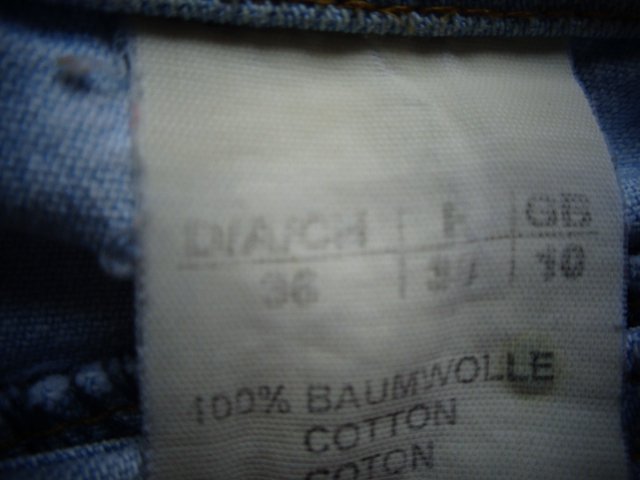 D/A/CH GB
36 10
100% BAUMWOLLE
COTTON
COTON